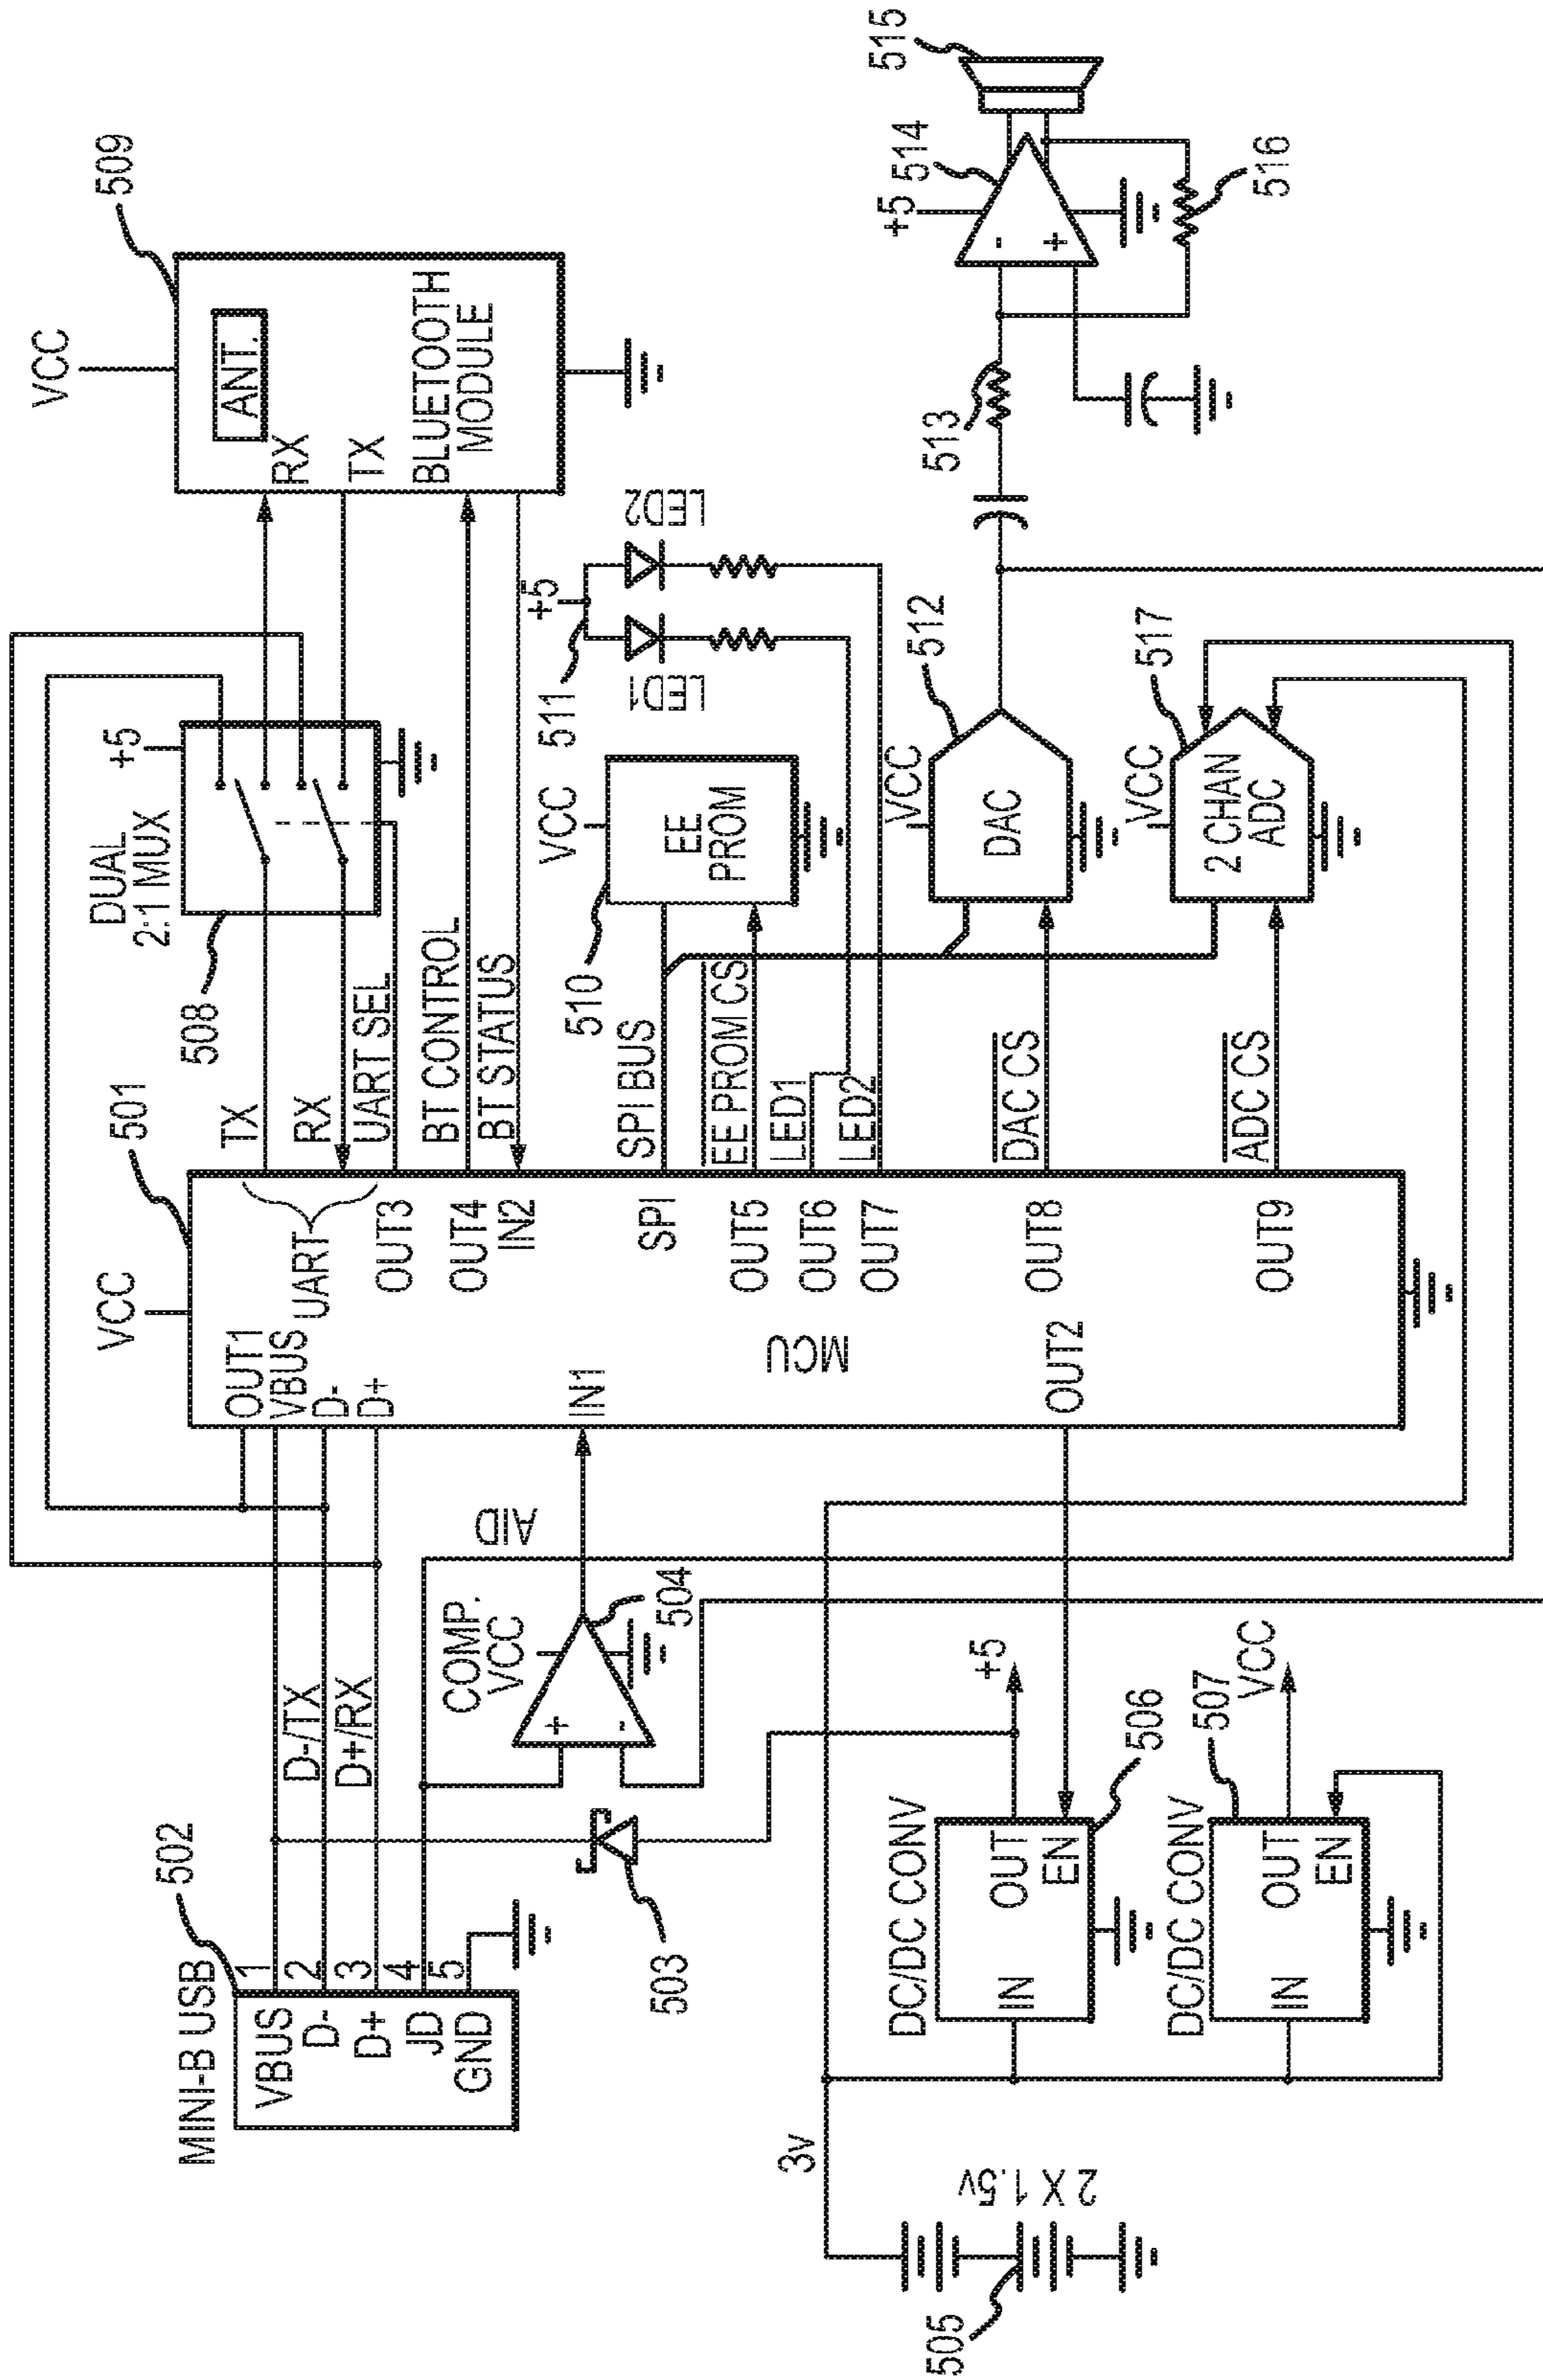 MINI-B USB
502
VBUS 1
D- 2
D+ 3
JD 4
GND 5
D-/TX
D+/RX
503
COMP.
VCC
+
-
504
AID
3v
2 X 1.5v
505
DC/DC CONV
IN
OUT
EN
506
+5
DC/DC CONV
IN
OUT
EN
507
VCC
VCC
501
OUT1
VBUS
D-
D+
IN1
OUT2
MCU
UART
OUT3
OUT4
IN2
SPI
OUT5
OUT6
OUT7
OUT8
OUT9
TX
RX
UART SEL
BT CONTROL
BT STATUS
SPI BUS
EE PROM CS
LED1
LED2
DAC CS
ADC CS
DUAL
2:1 MUX
508
+5
VCC
509
ANT.
RX
TX
BLUETOOTH
MODULE
510
VCC
EE
PROM
511
+5
LED1
LED2
VCC
512
DAC
VCC
517
2 CHAN
ADC
513
+5
514
-
+
515
516